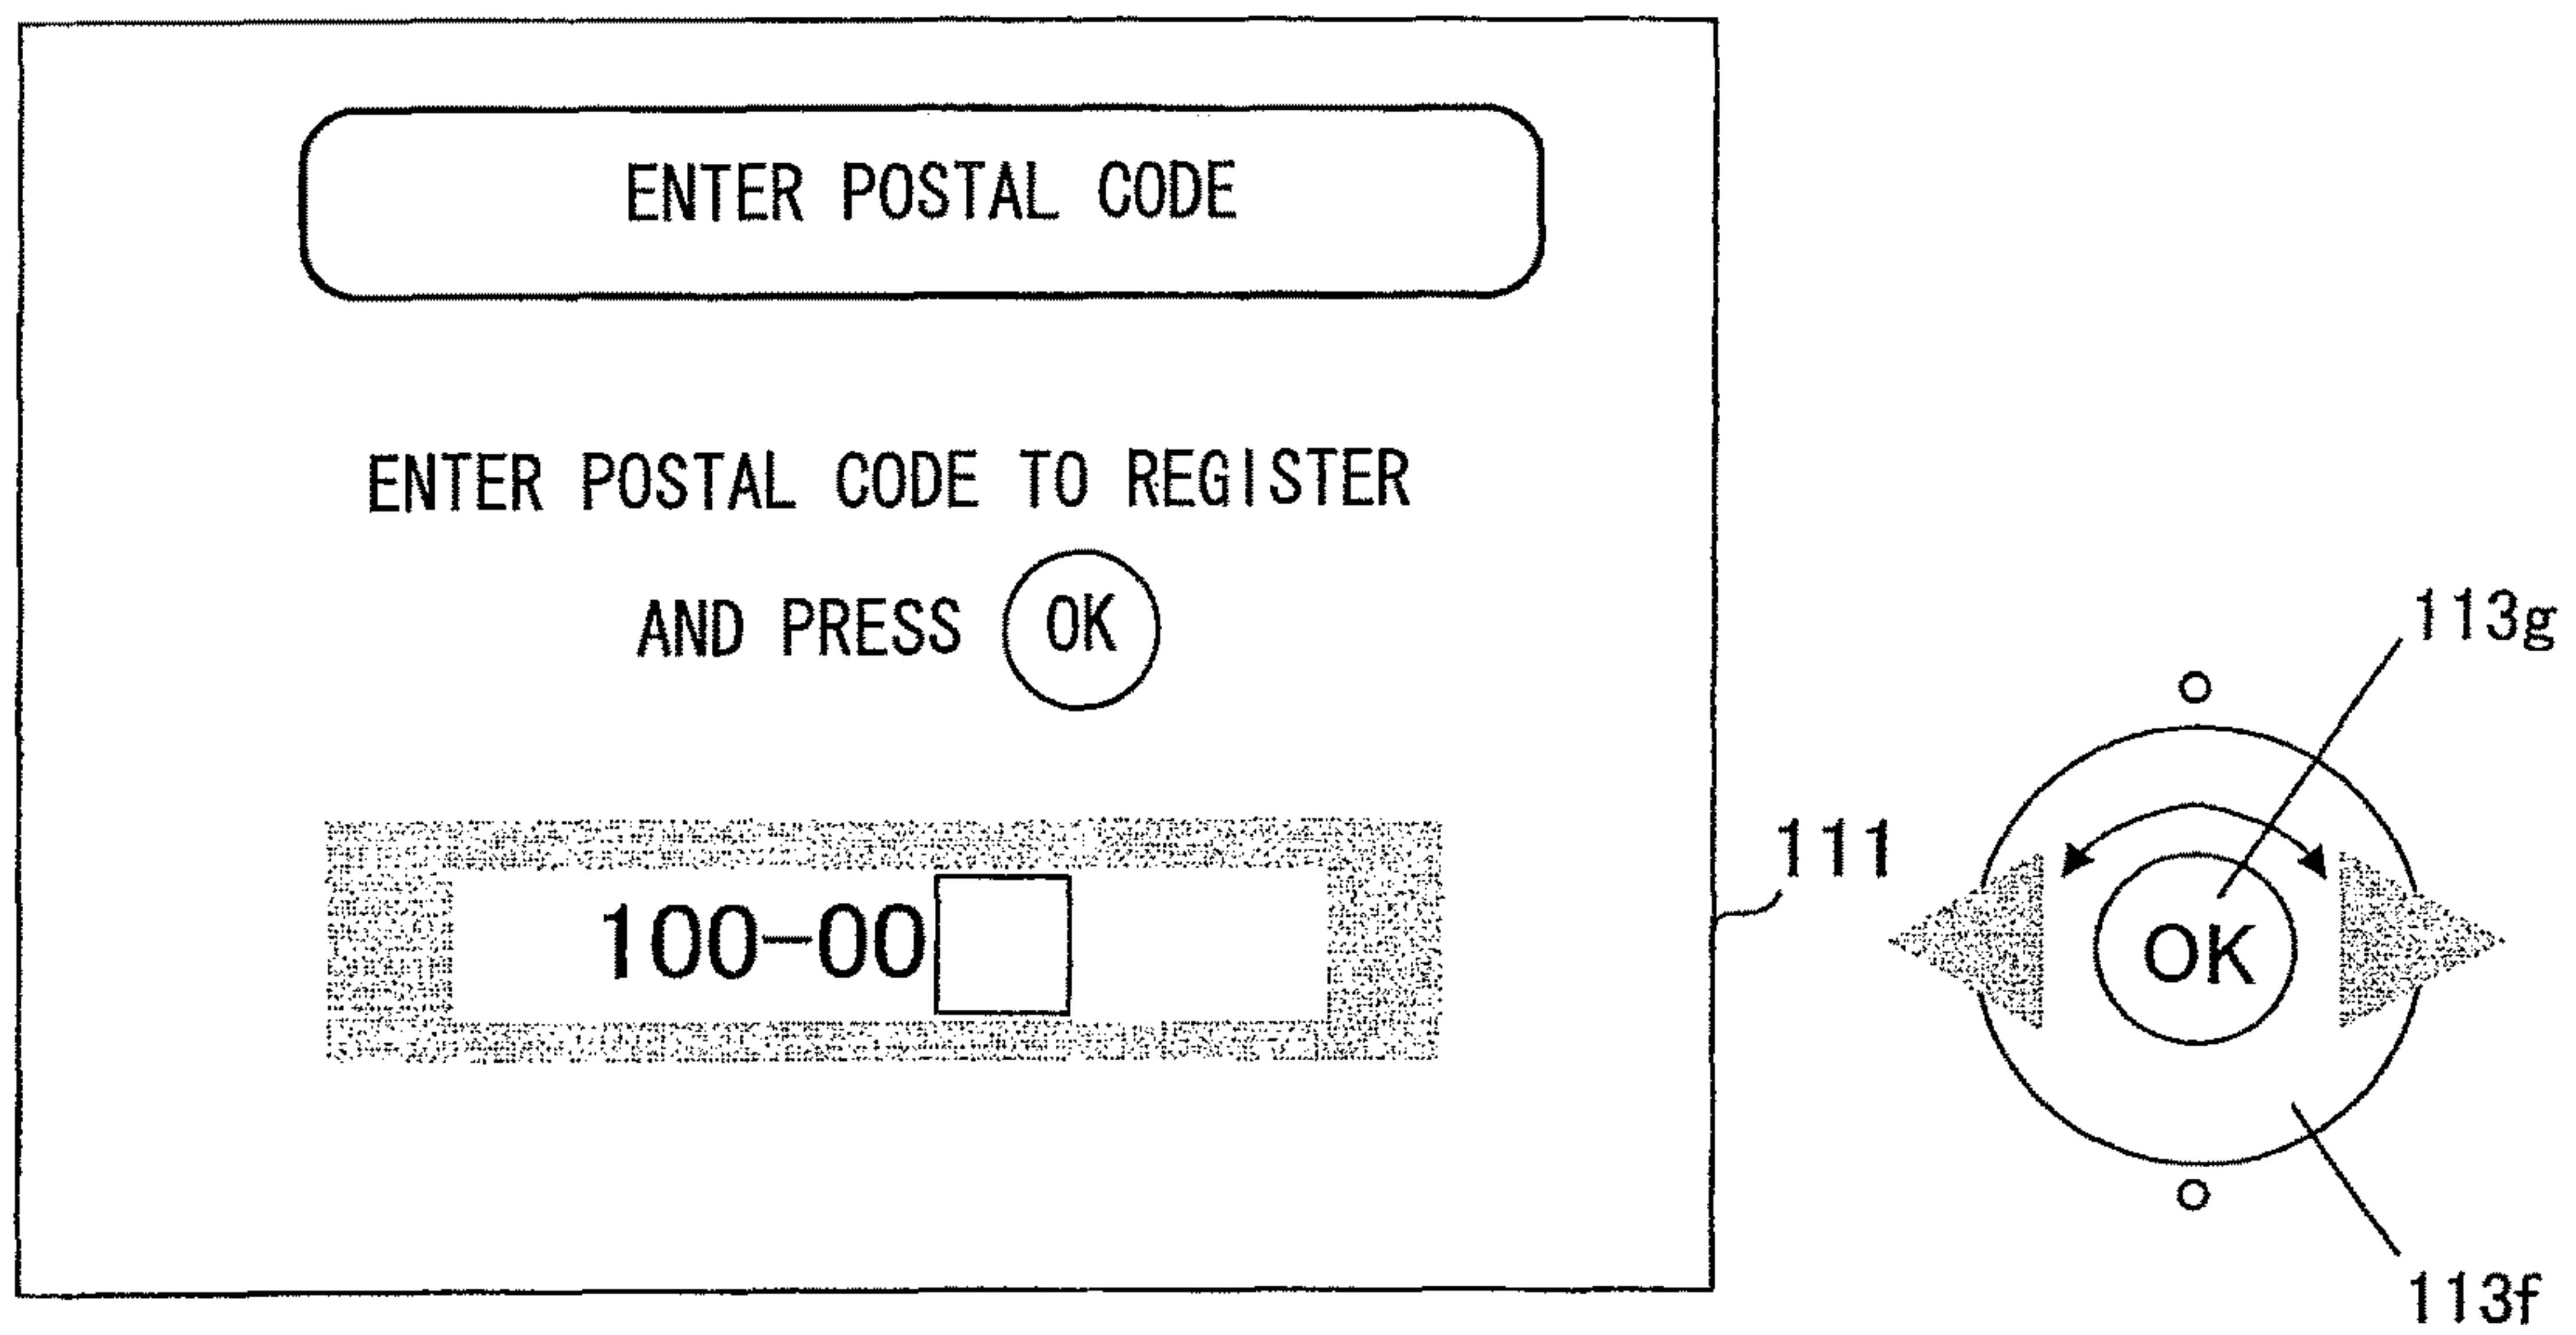 ENTER POSTAL CODE
ENTER POSTAL CODE TO REGISTER
AND PRESS OK
100-00
111
113g
OK
113f